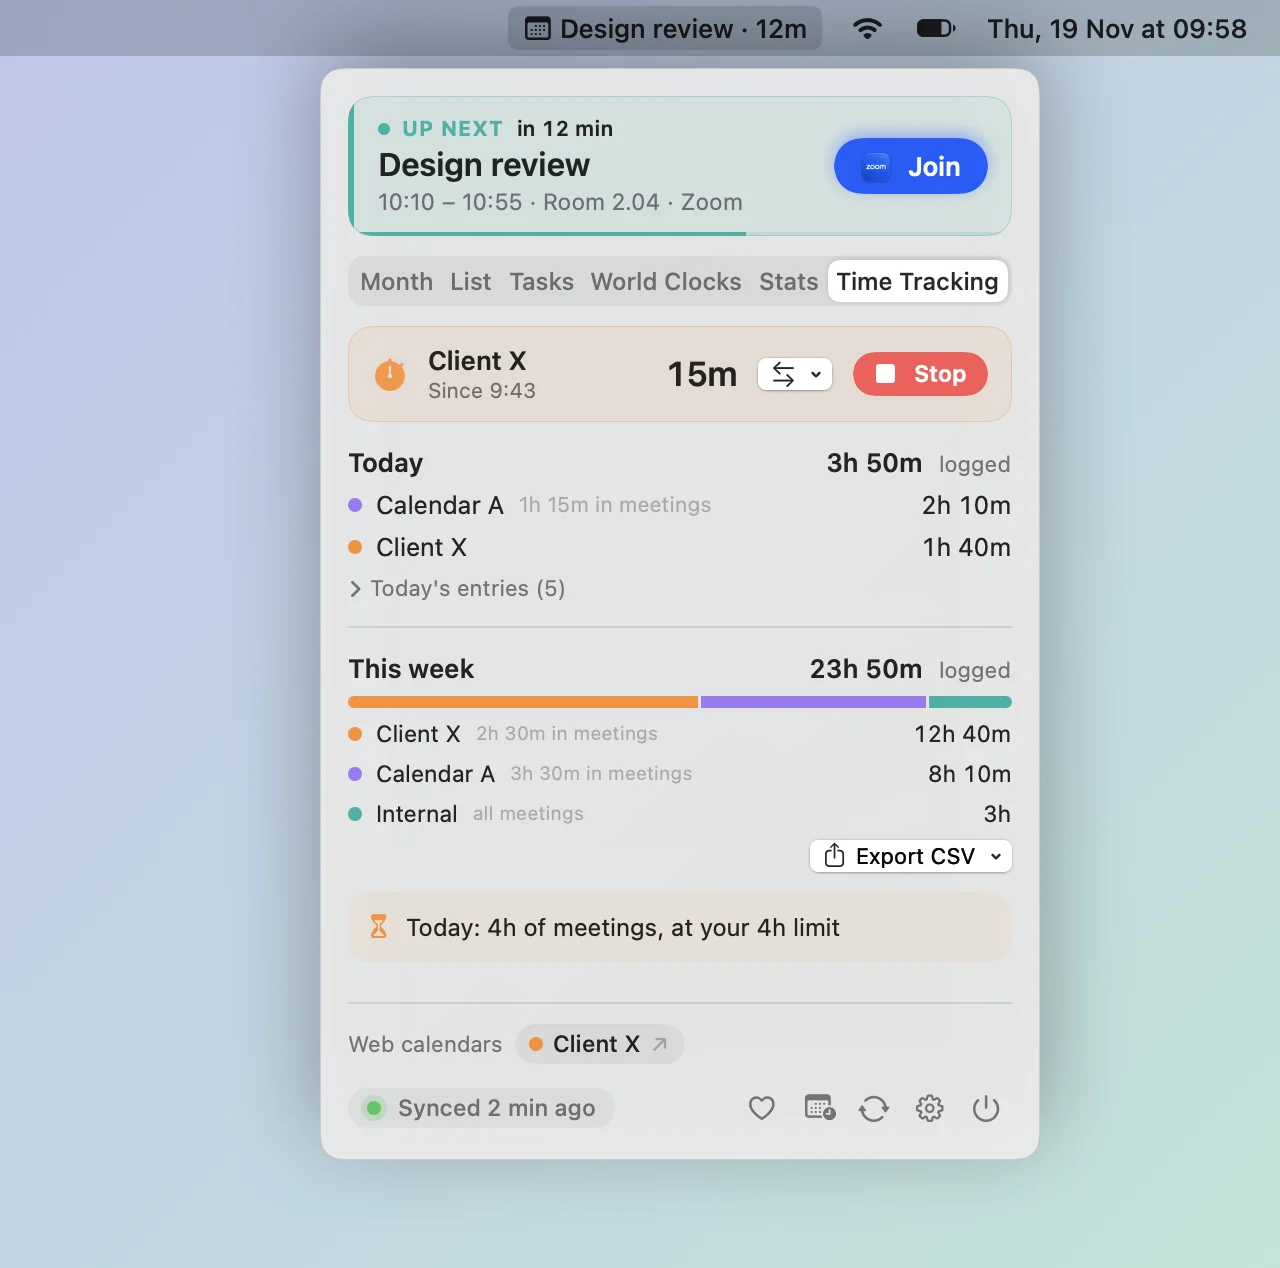 Design review · 12m
Thu, 19 Nov at 09:58
UP NEXT in 12 min
Design review
10:10 – 10:55 · Room 2.04 · Zoom
zoom Join
Month List Tasks World Clocks Stats Time Tracking
Client X
Since 9:43
15m
Stop
Today 3h 50m logged
Calendar A 1h 15m in meetings 2h 10m
Client X 1h 40m
Today's entries (5)
This week 23h 50m logged
Client X 2h 30m in meetings 12h 40m
Calendar A 3h 30m in meetings 8h 10m
Internal all meetings 3h
Export CSV
Today: 4h of meetings, at your 4h limit
Web calendars Client X
Synced 2 min ago